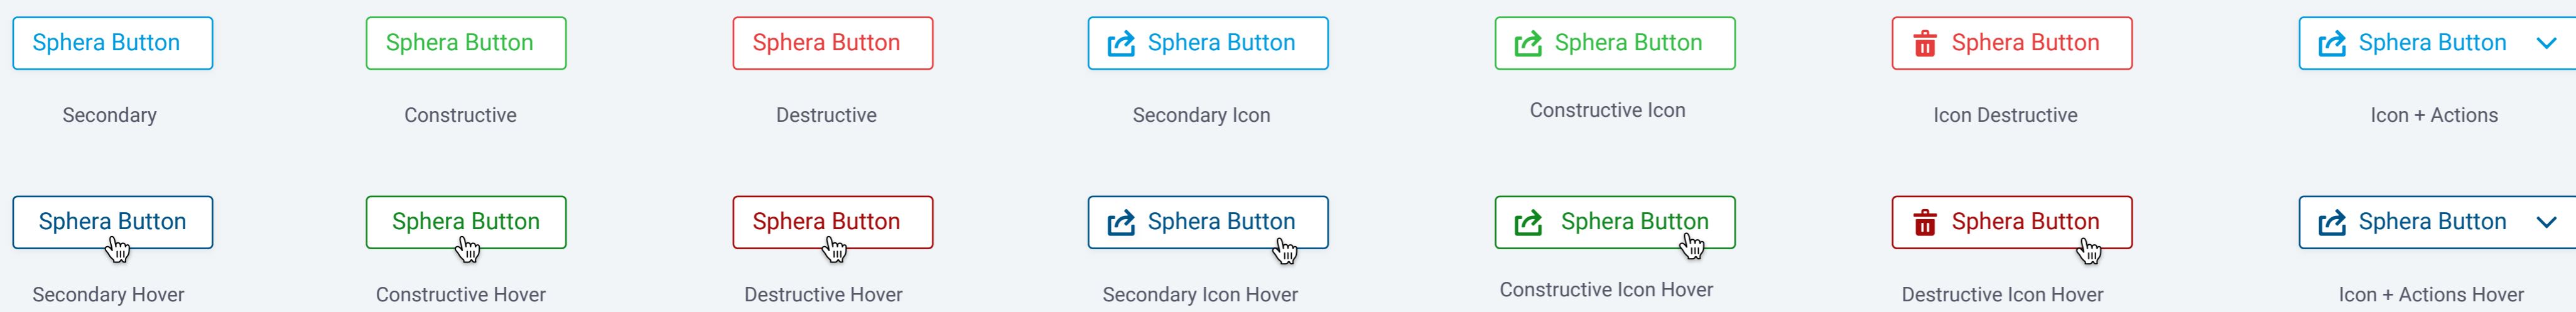 Sphera Button Sphera Button Sphera Button Sphera Button Sphera Button Sphera Button Sphera Button
Secondary Constructive Destructive Secondary Icon Constructive Icon Icon Destructive Icon + Actions
Sphera Button Sphera Button Sphera Button Sphera Button Sphera Button Sphera Button Sphera Button
Secondary Hover Constructive Hover Destructive Hover Secondary Icon Hover Constructive Icon Hover Destructive Icon Hover Icon + Actions Hover